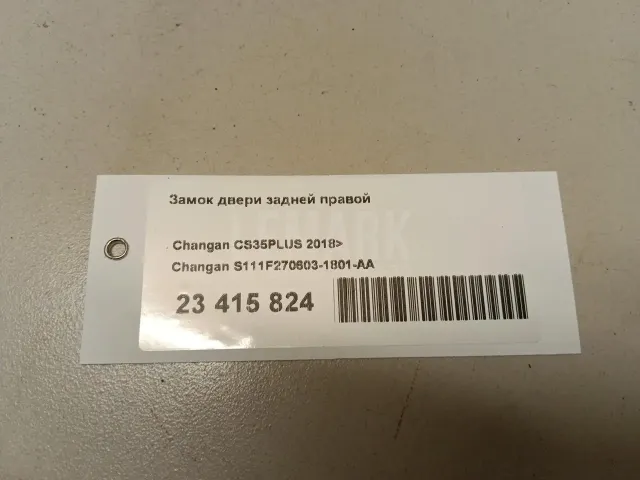 Замок двери задней правой
Changan CS35PLUS 2018>
Changan S111F270603-1801-AA
23 415 824